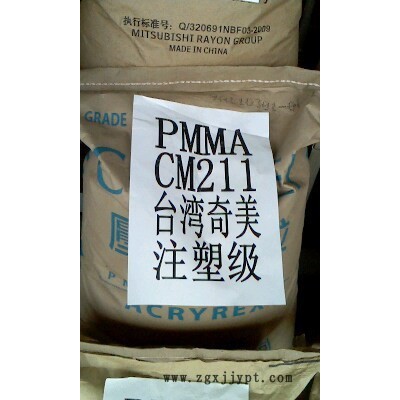 执行标准号: Q/320691NBF03-2009
MITSUBISHI RAYON GROUP
MADE IN CHINA
GRADE
PMMA
CM211
台湾奇美
注塑级
ACRYREX
www.zgxjjypt.com